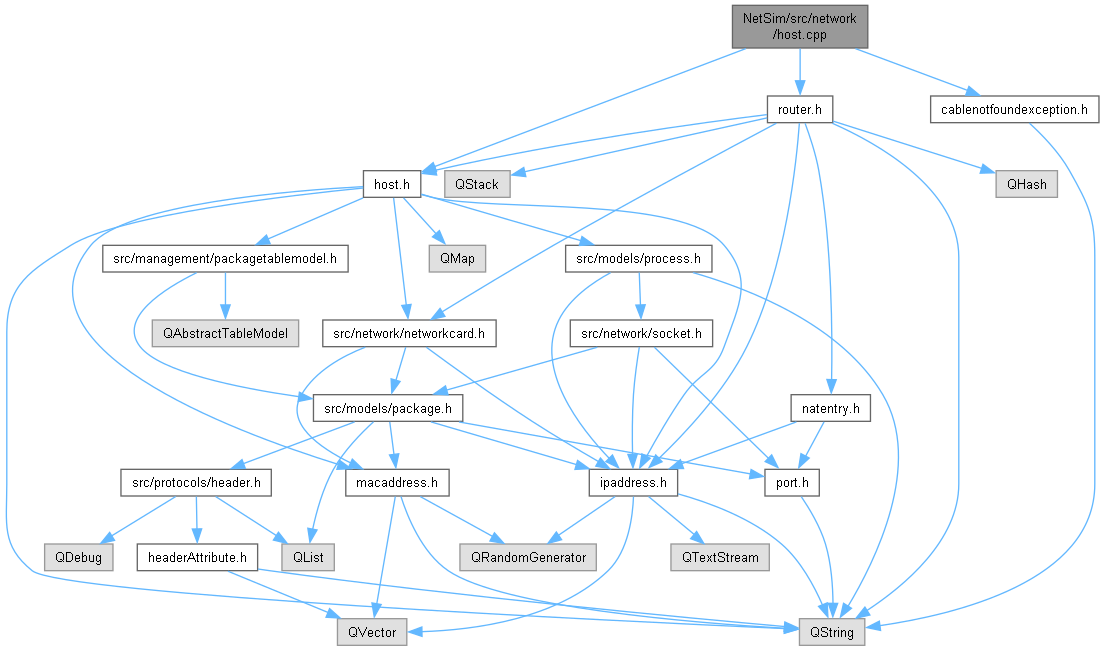 NetSim/src/network
/host.cpp
router.h
cablenotfoundexception.h
host.h
QStack
QHash
src/management/packagetablemodel.h
QMap
src/models/process.h
QAbstractTableModel
src/network/networkcard.h
src/network/socket.h
src/models/package.h
natentry.h
src/protocols/header.h
macaddress.h
ipaddress.h
port.h
QDebug
headerAttribute.h
QList
QRandomGenerator
QTextStream
QVector
QString